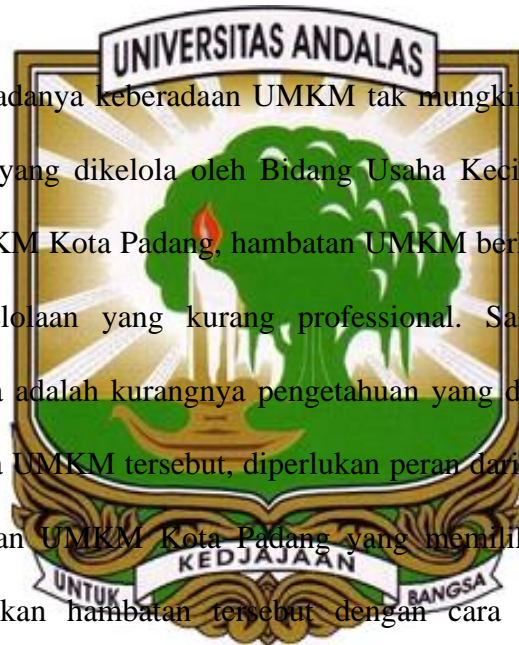 UNIVERSITAS ANDALAS
adanya keberadaan UMKM tak mungkin
yang dikelola oleh Bidang Usaha Keci
KM Kota Padang, hambatan UMKM ber
lolaan yang kurang professional. Sa
a adalah kurangnya pengetahuan yang d
a UMKM tersebut, diperlukan peran dari
an UMKM Kota Padang yang memili
KEDJAJAAN
UNTUK BANGSA
kan hambatan tersebut dengan cara